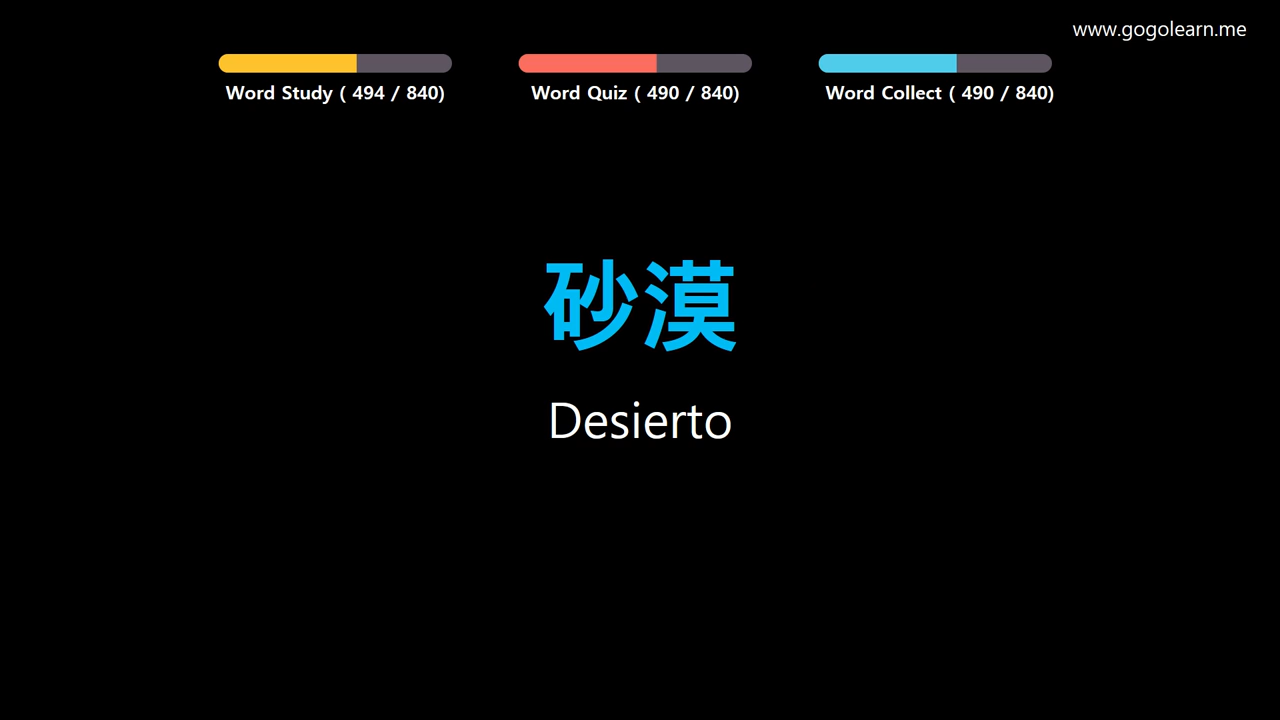 www.gogolearn.me
Word Study ( 494 / 840)
Word Quiz ( 490 / 840)
Word Collect ( 490 / 840)
砂漠
Desierto